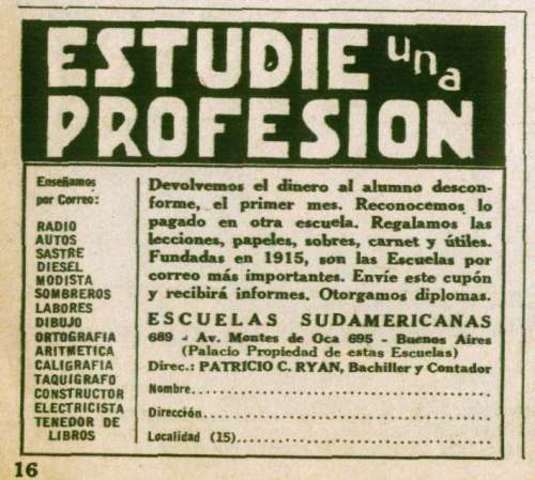 ESTUDIE una
PROFESION
Enseñamos
por Correo:
RADIO
AUTOS
SASTRE
DIESEL
MODISTA
SOMBREROS
LABORES
DIBUJO
ORTOGRAFIA
ARITMETICA
CALIGRAFIA
TAQUIGRAFO
CONSTRUCTOR
ELECTRICISTA
TENEDOR DE
LIBROS
Devolvemos el dinero al alumno descon-
forme, el primer mes. Reconocemos lo
pagado en otra escuela. Regalamos las
lecciones, papeles, sobres, carnet y útiles.
Fundadas en 1915, son las Escuelas por
correo más importantes. Envíe este cupón
y recibirá informes. Otorgamos diplomas.
ESCUELAS SUDAMERICANAS
689 - Av. Montes de Oca 695 - Buenos Aires
(Palacio Propiedad de estas Escuelas)
Direc.: PATRICIO C. RYAN, Bachiller y Contador
Nombre
Dirección
Localidad (15)
16